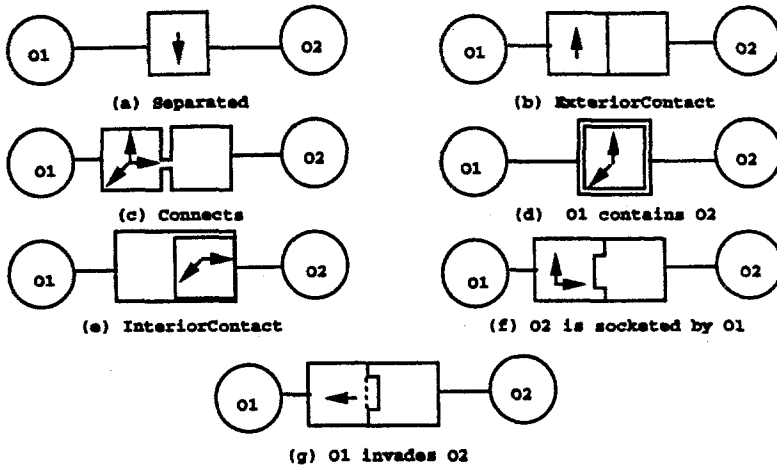 O1 O2
(a) Separated
O1 O2
(b) ExteriorContact
O1 O2
(c) Connects
O1 O2
(d) O1 contains O2
O1 O2
(e) InteriorContact
O1 O2
(f) O2 is socketed by O1
O1 O2
(g) O1 invades O2